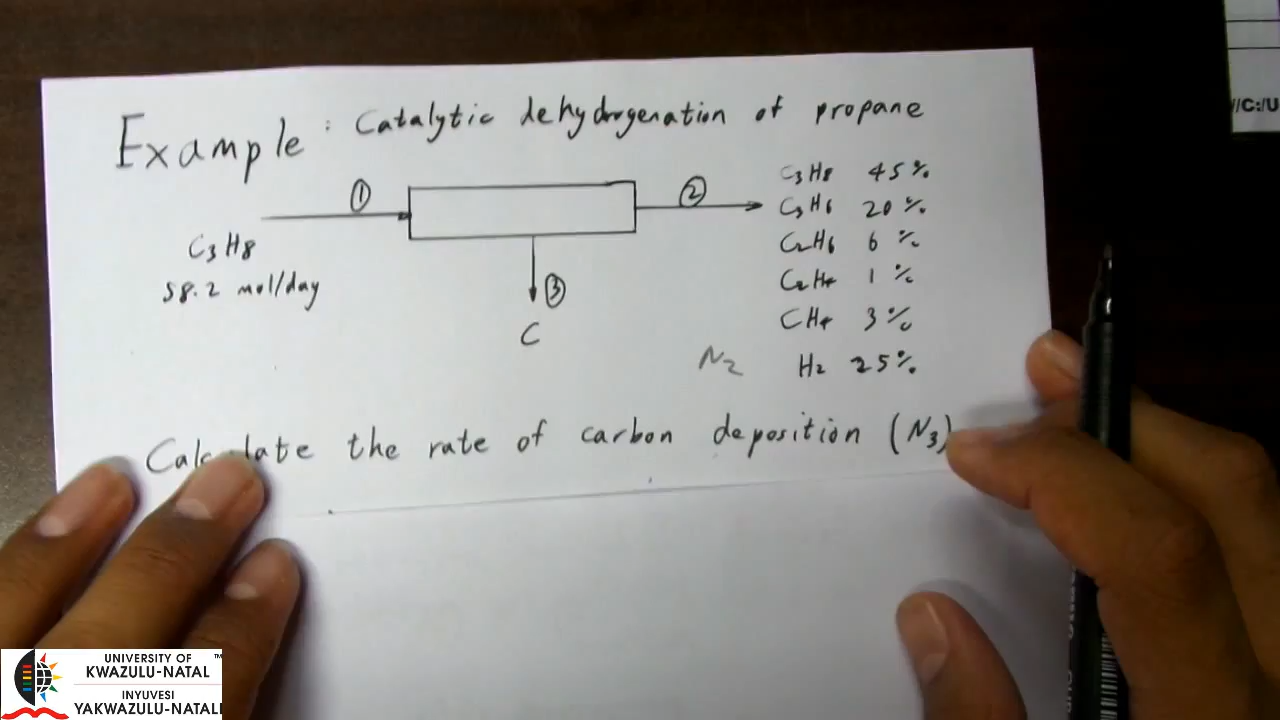 Example : Catalytic dehydrogenation of propane
①
②
C3H8 45%
C3H6 20%
C2H6 6%
C2H4 1%
CH4 3%
N2 H2 25%
C3H8
58.2 mol/day
③
C
Calculate the rate of carbon deposition (N3)
//C:/U
UNIVERSITY OF ™
KWAZULU-NATAL
INYUVESI
YAKWAZULU-NATALI